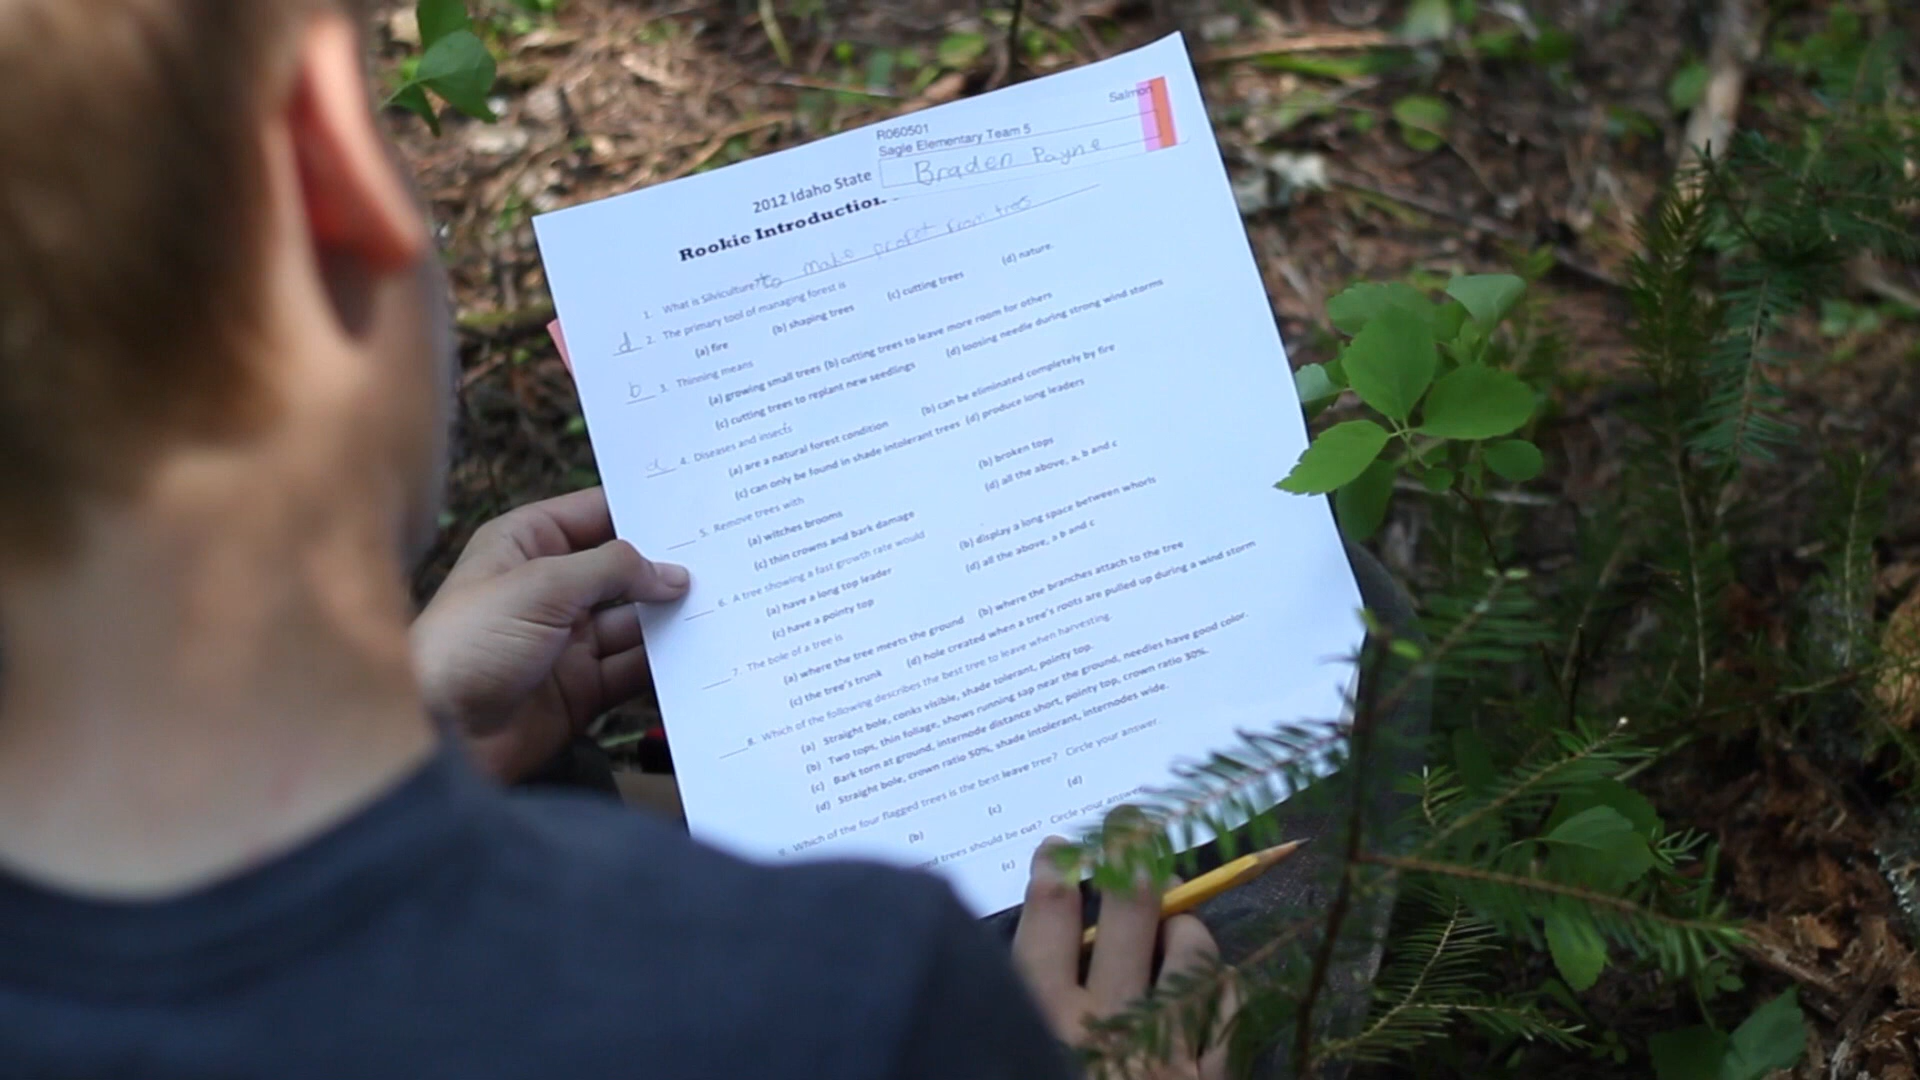 Salmon
R060501
Sagle Elementary Team 5
Braden Payne
2012 Idaho State
Rookie Introduction
1. What is Silviculture? to make profet from trees
d 2. The primary tool of managing forest is
(a) fire (b) shaping trees (c) cutting trees (d) nature.
b 3. Thinning means
(a) growing small trees (b) cutting trees to leave more room for others
(c) cutting trees to replant new seedlings (d) loosing needle during strong wind storms
4. Diseases and insects
(a) are a natural forest condition (b) can be eliminated completely by fire
(c) can only be found in shade intolerant trees (d) produce long leaders
5. Remove trees with
(a) witches brooms (b) broken tops
(c) thin crowns and bark damage (d) all the above, a, b and c
6. A tree showing a fast growth rate would
(a) have a long top leader (b) display a long space between whorls
(c) have a pointy top (d) all the above, a b and c
7. The bole of a tree is
(a) where the tree meets the ground (b) where the branches attach to the tree
(c) the tree's trunk (d) hole created when a tree's roots are pulled up during a wind storm
8. Which of the following describes the best tree to leave when harvesting.
(a) Straight bole, conks visible, shade tolerant, pointy top.
(b) Two tops, thin foliage, shows running sap near the ground, needles have good color.
(c) Bark torn at ground, internode distance short, pointy top, crown ratio 30%.
(d) Straight bole, crown ratio 50%, shade intolerant, internodes wide.
9. Which of the four flagged trees is the best leave tree? Circle your answer.
(b) (c) (d)
trees should be cut? Circle your answer
(c)